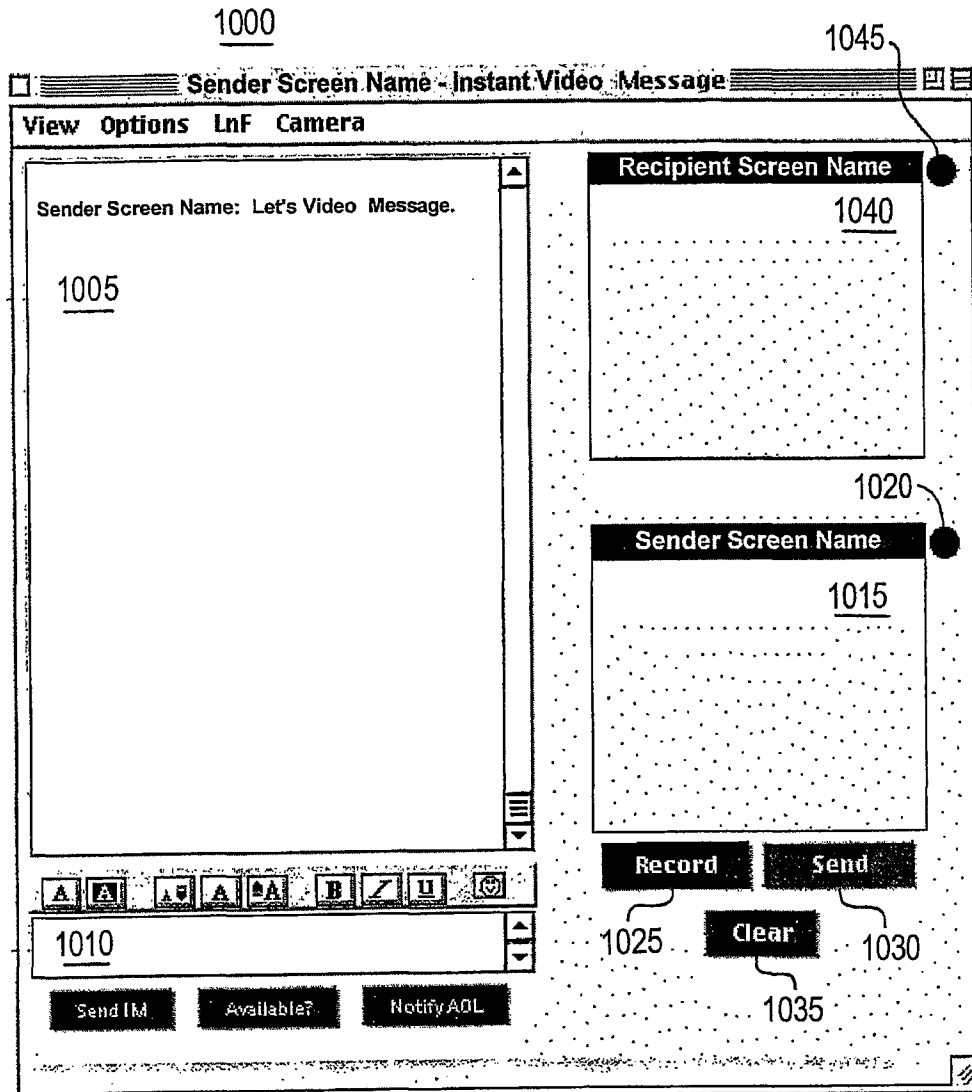 1000
1045
Sender Screen Name - Instant Video Message
View Options LnF Camera
Recipient Screen Name
1040
Sender Screen Name: Let's Video Message.
1005
1020
Sender Screen Name
1015
Record Send
A A A A A B I U
1010
1025 Clear 1030
Send IM Available? Notify AOL
1035